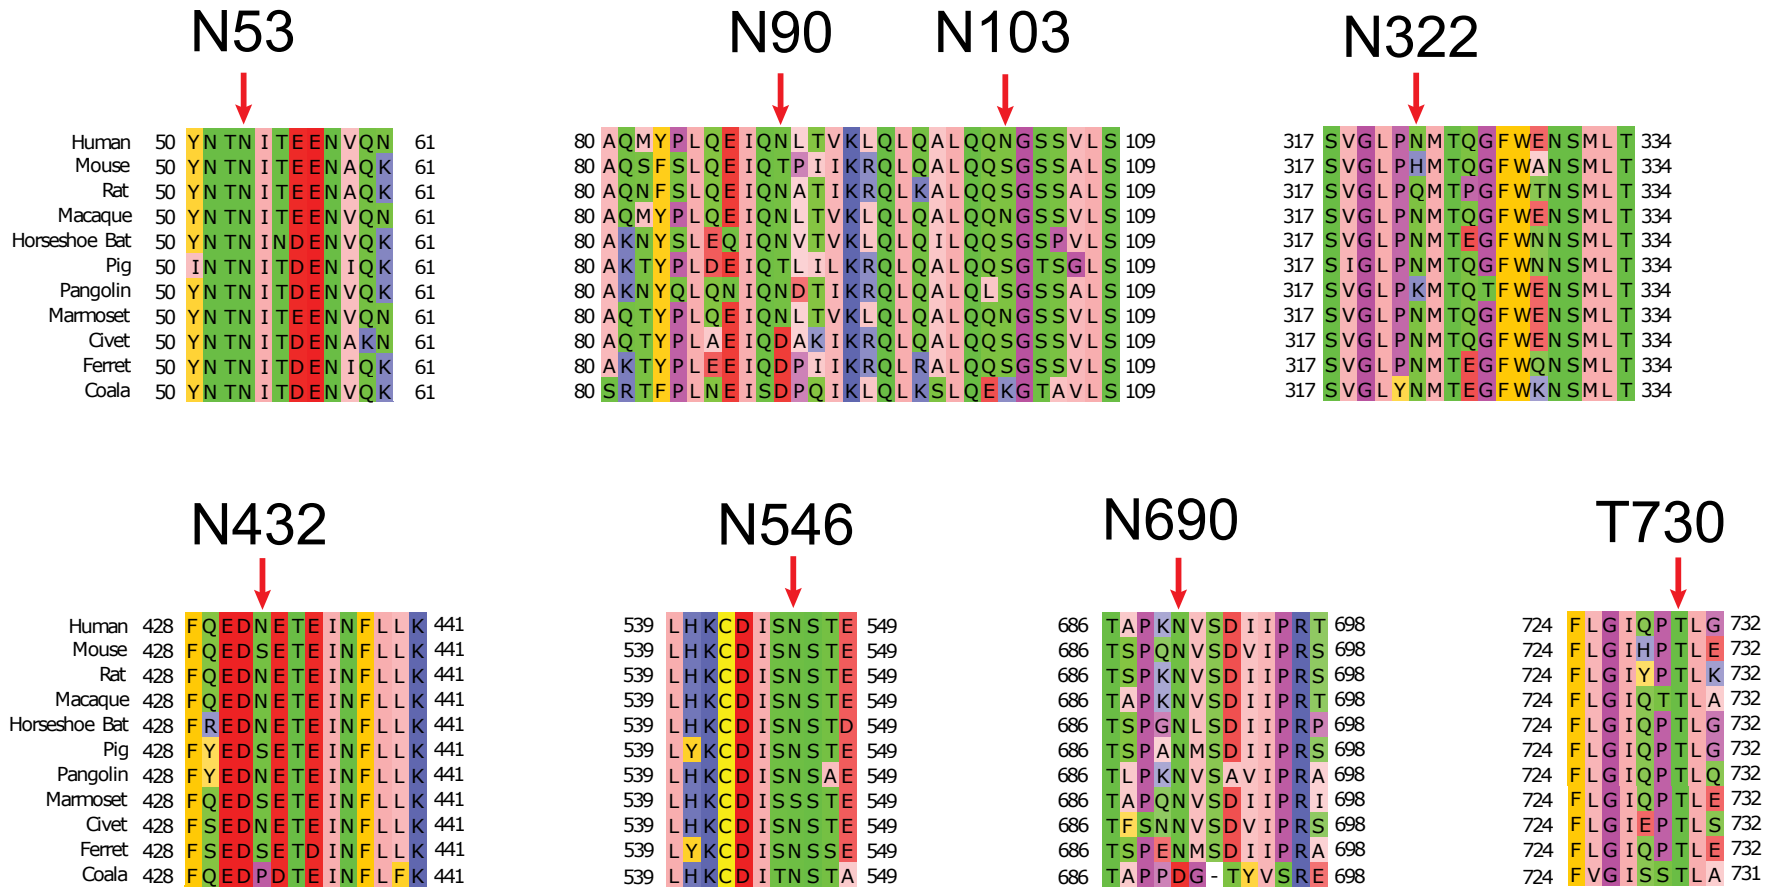 N53 N90 N103 N322
Human 50 YNTNITEENVQN 61 80 AQMYPLQEIQNLTVKLQLQALQQNGSSVLS 109 317 SVGLPNMTQGFWENSMLT 334
Mouse 50 YNTNITEENAQK 61 80 AQSFSLQEIQTPIIKRQLQALQQSGSSALS 109 317 SVGLPHMTQGFWANSMLT 334
Rat 50 YNTNITEENAQK 61 80 AQNFSLQEIQNATIKRQLKALQQSGSSALS 109 317 SVGLPQMTPGFWTNSMLT 334
Macaque 50 YNTNITEENVQN 61 80 AQMYPLQEIQNLTVKLQLQALQQNGSSVLS 109 317 SVGLPNMTQGFWENSMLT 334
Horseshoe Bat 50 YNTNINDENVQK 61 80 AKNYSLEQIQNVTVKLQLQILQQSGSPVLS 109 317 SVGLPNMTEGFWNNSMLT 334
Pig 50 INTNITDENIQK 61 80 AKTYPLDEIQTLILKRQLQALQQSGTSGLS 109 317 SIGLPNMTQGFWNNSMLT 334
Pangolin 50 YNTNITDENVQK 61 80 AKNYQLQNIQNDTIKRQLQALQLSGSSALS 109 317 SVGLPKMTQTFWENSMLT 334
Marmoset 50 YNTNITEENVQN 61 80 AQTYPLQEIQNLTVKLQLQALQQNGSSVLS 109 317 SVGLPNMTQGFWENSMLT 334
Civet 50 YNTNITDENAKN 61 80 AQTYPLAEIQDAKIKRQLQALQQSGSSVLS 109 317 SVGLPNMTQGFWENSMLT 334
Ferret 50 YNTNITDENIQK 61 80 AKTYPLEEIQDPIIKRQLRALQQSGSSVLS 109 317 SVGLPNMTEGFWQNSMLT 334
Coala 50 YNTNITDENVQK 61 80 SRTFPLNEISDPQIKLQLKSLQEKGTAVLS 109 317 SVGLYNMTEGFWKNSMLT 334
N432 N546 N690 T730
Human 428 FQEDNETEINFLLK 441 539 LHKCDISNSTE 549 686 TAPKNVSDIIPRT 698 724 FLGIQPTLG 732
Mouse 428 FQEDSETEINFLLK 441 539 LHKCDISNSTE 549 686 TSPQNVSDVIPRS 698 724 FLGIHPTLE 732
Rat 428 FQEDNETEINFLLK 441 539 LHKCDISNSTE 549 686 TSPKNVSDIIPRS 698 724 FLGIYPTLK 732
Macaque 428 FQEDNETEINFLLK 441 539 LHKCDISNSTE 549 686 TAPKNVSDIIPRT 698 724 FLGIQTTLA 732
Horseshoe Bat 428 FREDNETEINFLLK 441 539 LHKCDISNSTD 549 686 TSPGNLSDIIPRP 698 724 FLGIQPTLG 732
Pig 428 FYEDSETEINFLLK 441 539 LYKCDISNSTE 549 686 TSPANMSDIIPRS 698 724 FLGIQPTLG 732
Pangolin 428 FYEDNETEINFLLK 441 539 LHKCDISNSAE 549 686 TLPKNVSAVIPRA 698 724 FLGIQPTLQ 732
Marmoset 428 FQEDSETEINFLLK 441 539 LHKCDISSSTE 549 686 TAPQNVSDIIPRI 698 724 FLGIQPTLE 732
Civet 428 FSEDNETEINFLLK 441 539 LHKCDISNSTE 549 686 TFSNNVSDVIPRS 698 724 FLGIEPTLS 732
Ferret 428 FSEDSETDINFLLK 441 539 LYKCDISNSSE 549 686 TSPENMSDIIPRA 698 724 FLGIQPTLE 732
Coala 428 FQEDPDTEINFLFK 441 539 LHKCDITNSTA 549 686 TAPPDG-TYVSRE 698 724 FVGISSTLA 731